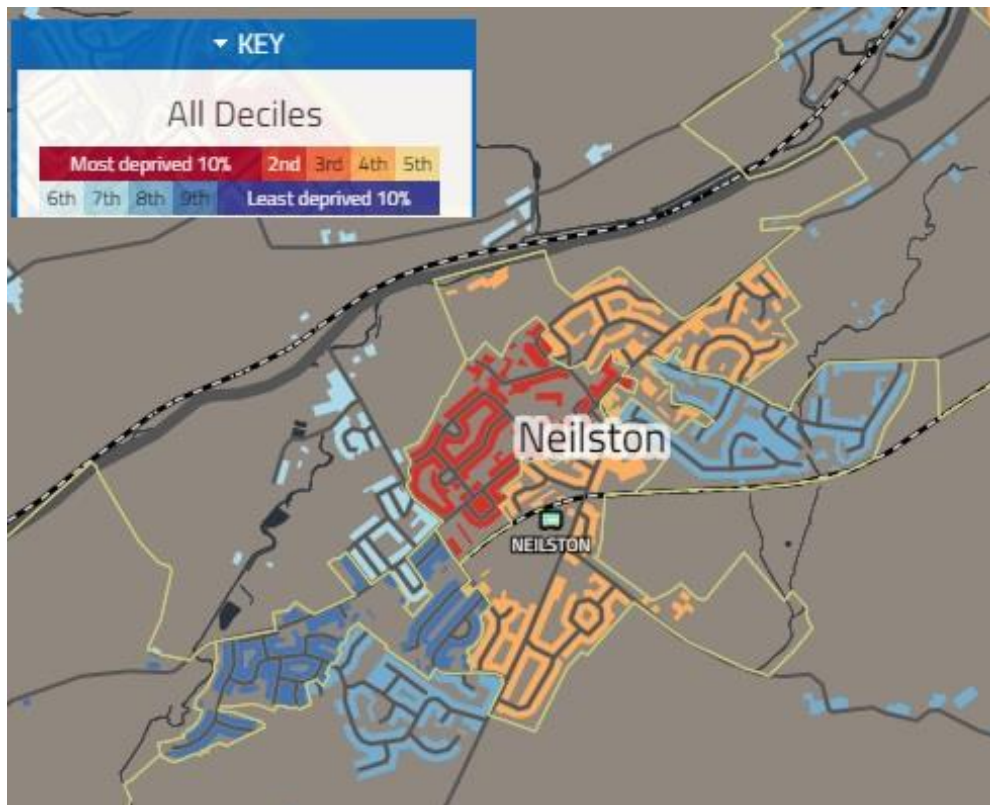 KEY
All Deciles
Most deprived 10% 2nd 3rd 4th 5th
6th 7th 8th 9th Least deprived 10%
Neilston
NEILSTON